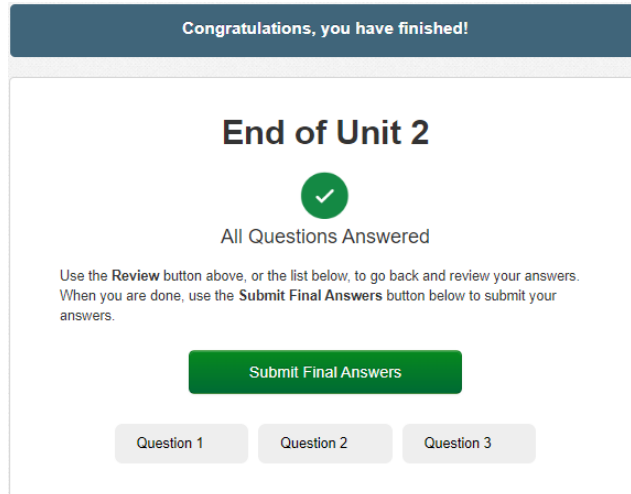 Congratulations, you have finished!
End of Unit 2
All Questions Answered
Use the Review button above, or the list below, to go back and review your answers.
When you are done, use the Submit Final Answers button below to submit your
answers.
Submit Final Answers
Question 1 Question 2 Question 3